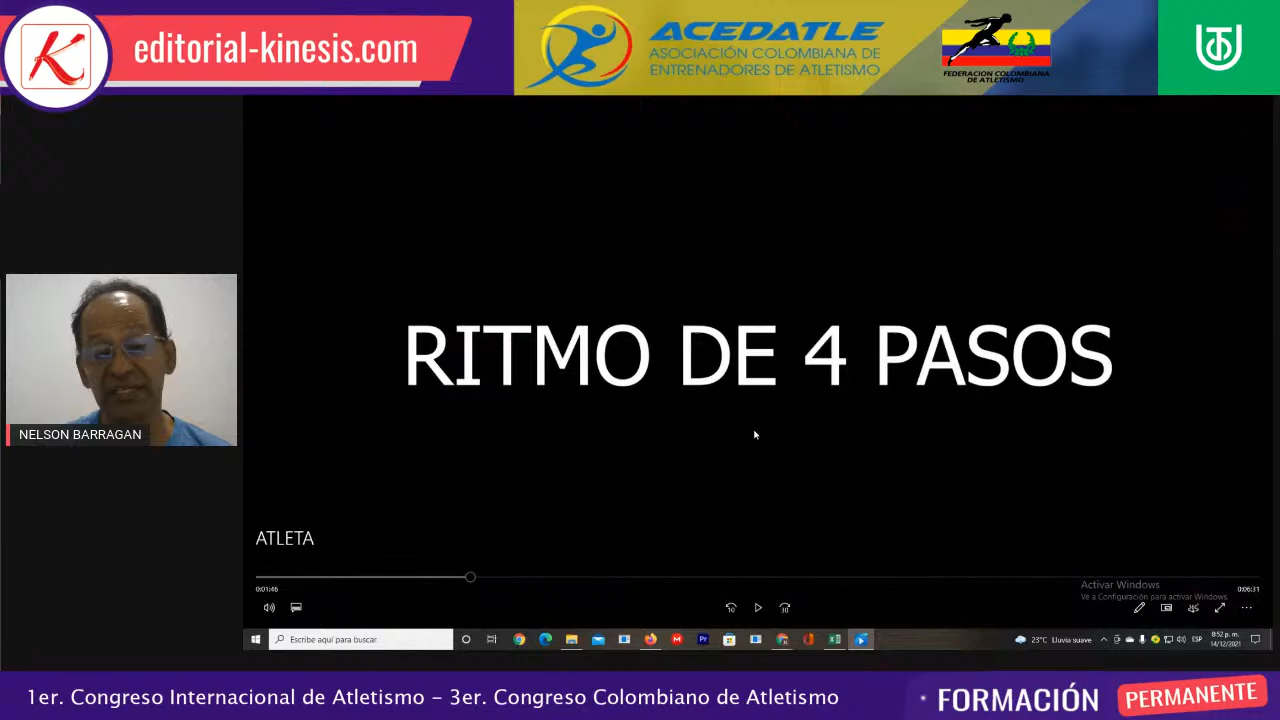 K
editorial-kinesis.com
ACEDATLE
ASOCIACIÓN COLOMBIANA DE
ENTRENADORES DE ATLETISMO
FEDERACION COLOMBIANA
DE ATLETISMO
RITMO DE 4 PASOS
NELSON BARRAGAN
ATLETA
0:01:46
0:06:31
Activar Windows
Ve a Configuración para activar Windows.
10
30
Escribe aquí para buscar
23°C Lluvia suave
ESP
8:52 p. m.
14/12/2021
1er. Congreso Internacional de Atletismo - 3er. Congreso Colombiano de Atletismo
FORMACIÓN
PERMANENTE